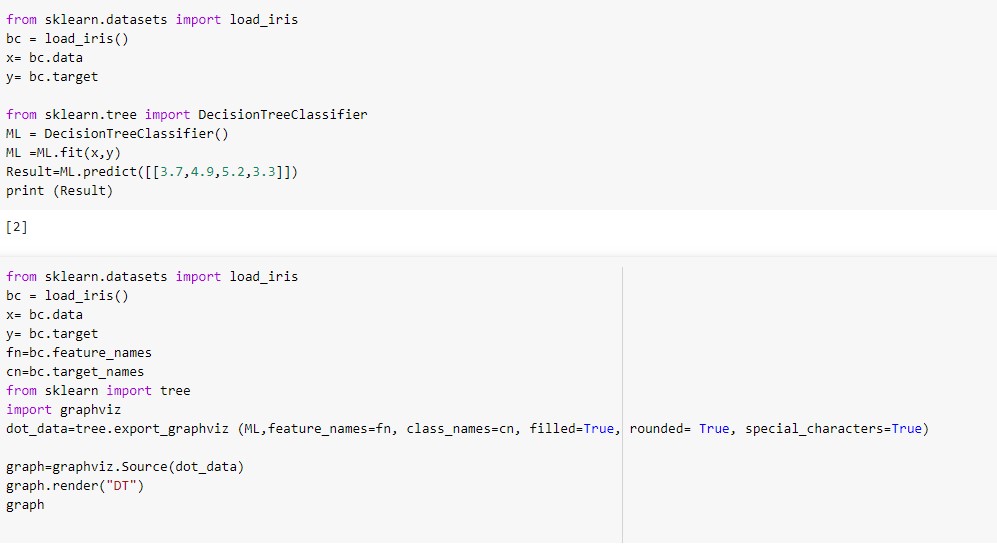 from sklearn.datasets import load_iris
bc = load_iris()
x= bc.data
y= bc.target
from sklearn.tree import DecisionTreeClassifier
ML = DecisionTreeClassifier()
ML =ML.fit(x,y)
Result=ML.predict([[3.7,4.9,5.2,3.3]])
print (Result)
[2]
from sklearn.datasets import load_iris
bc = load_iris()
x= bc.data
y= bc.target
fn=bc.feature_names
cn=bc.target_names
from sklearn import tree
import graphviz
dot_data=tree.export_graphviz (ML,feature_names=fn, class_names=cn, filled=True, rounded= True, special_characters=True)
graph=graphviz.Source(dot_data)
graph.render("DT")
graph